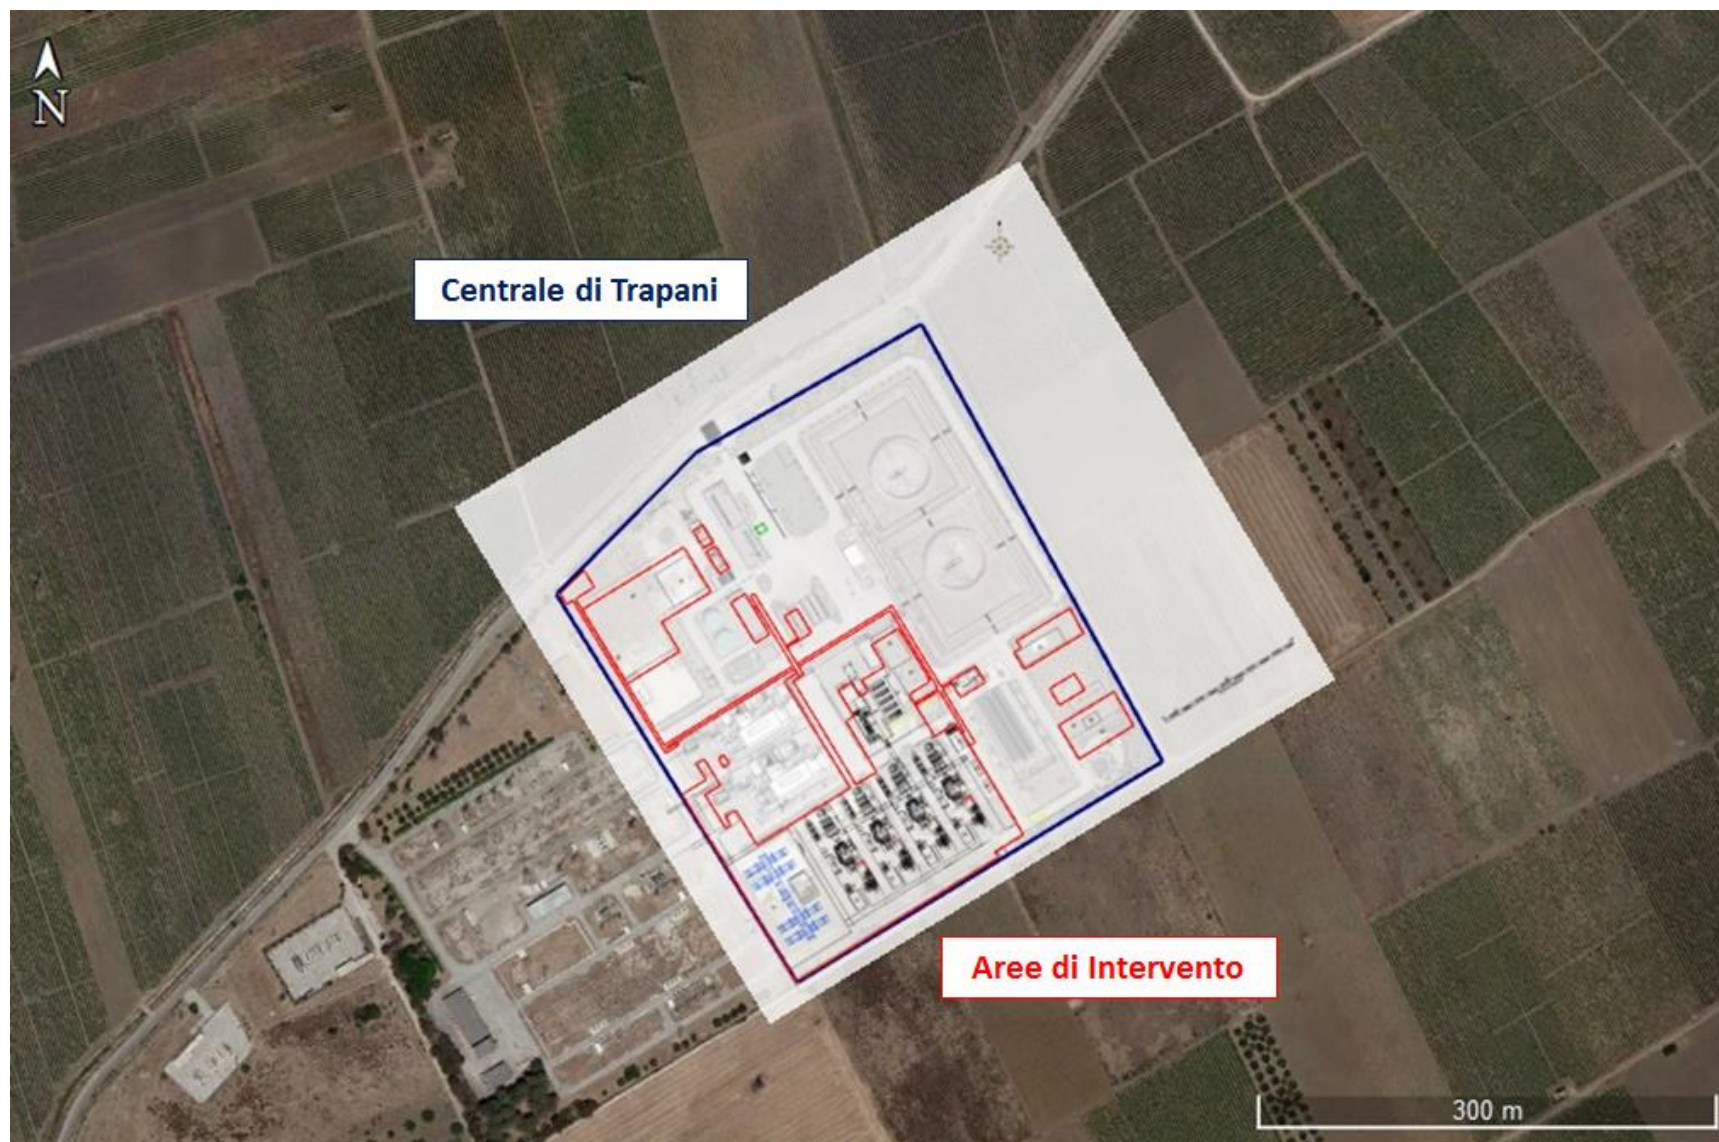 N
Centrale di Trapani
Aree di Intervento
300 m